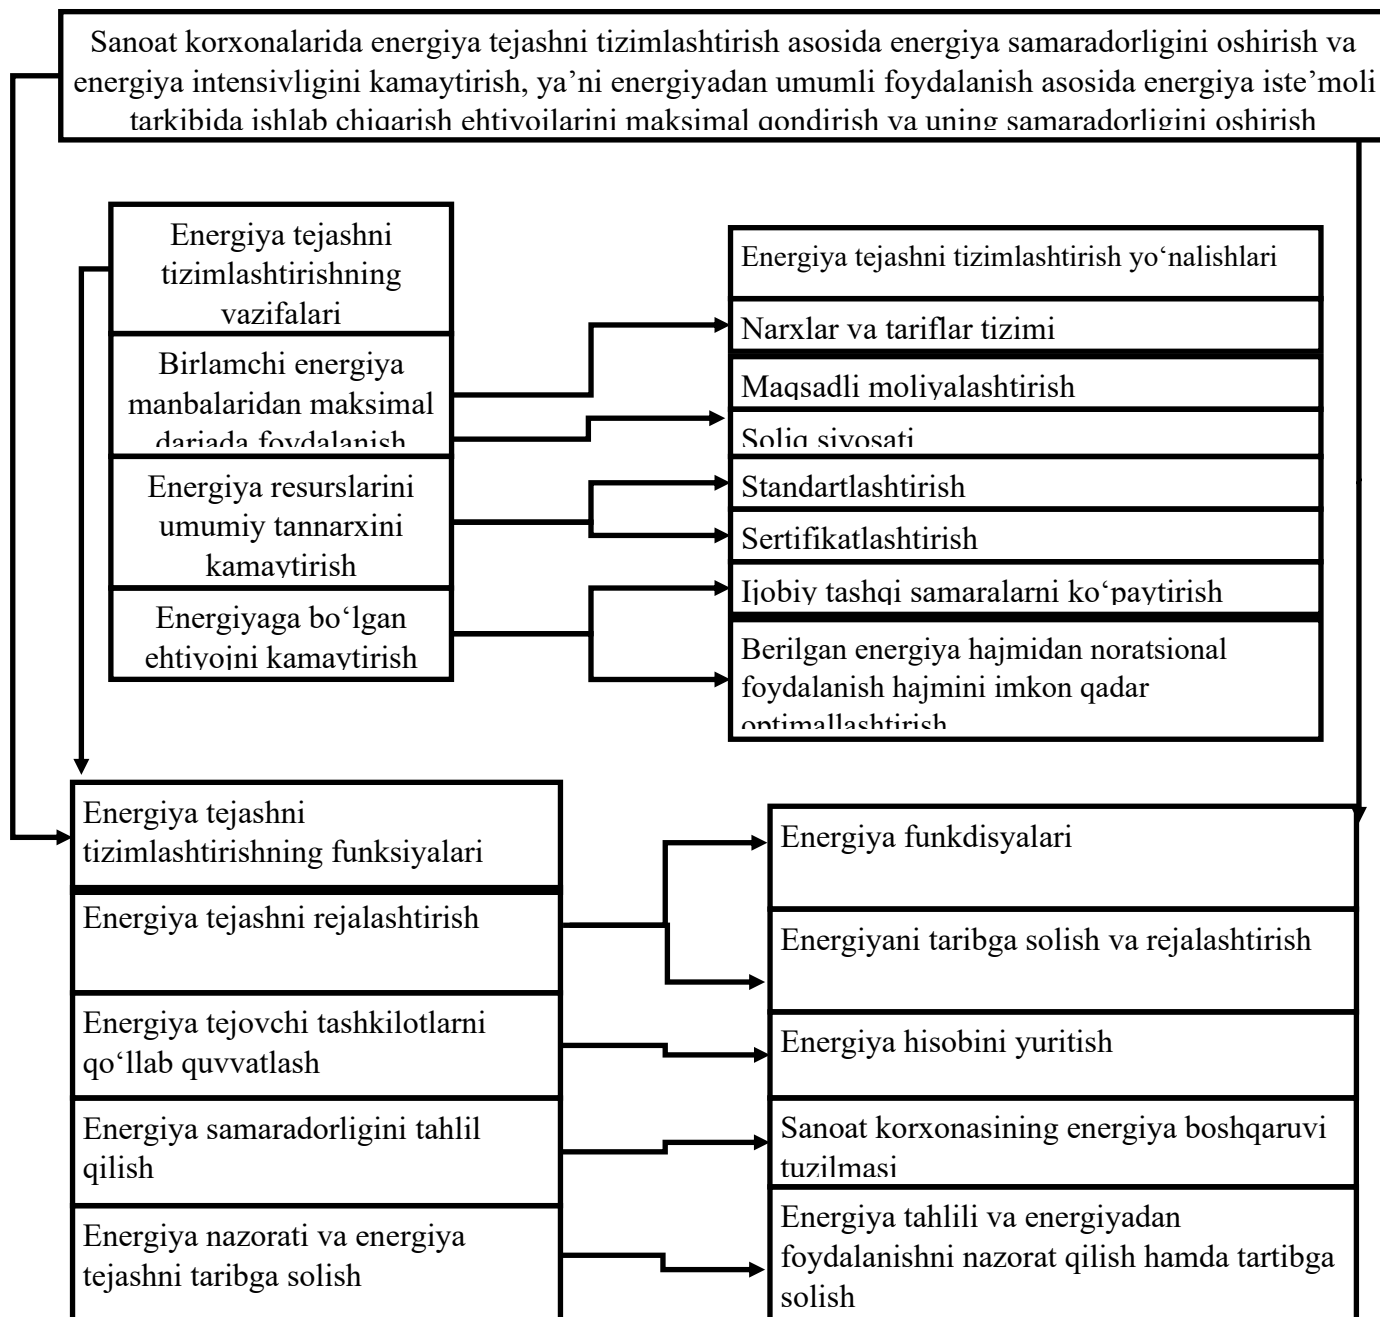 Sanoat korxonalarida energiya tejashni tizimlashtirish asosida energiya samaradorligini oshirish va
energiya intensivligini kamaytirish, ya’ni energiyadan umumli foydalanish asosida energiya iste’moli
tarkibida ishlab chiqarish ehtiyojlarini maksimal qondirish va uning samaradorligini oshirish
Energiya tejashni
tizimlashtirishning
vazifalari
Birlamchi energiya
manbalaridan maksimal
darjada foydalanish
Energiya resurslarini
umumiy tannarxini
kamaytirish
Energiyaga bo‘lgan
ehtiyojni kamaytirish
Energiya tejashni tizimlashtirish yo‘nalishlari
Narxlar va tariflar tizimi
Maqsadli moliyalashtirish
Soliq siyosati
Standartlashtirish
Sertifikatlashtirish
Ijobiy tashqi samaralarni ko‘paytirish
Berilgan energiya hajmidan noratsional
foydalanish hajmini imkon qadar
optimallashtirish
Energiya tejashni
tizimlashtirishning funksiyalari
Energiya tejashni rejalashtirish
Energiya tejovchi tashkilotlarni
qo‘llab quvvatlash
Energiya samaradorligini tahlil
qilish
Energiya nazorati va energiya
tejashni taribga solish
Energiya funkdisyalari
Energiyani taribga solish va rejalashtirish
Energiya hisobini yuritish
Sanoat korxonasining energiya boshqaruvi
tuzilmasi
Energiya tahlili va energiyadan
foydalanishni nazorat qilish hamda tartibga
solish